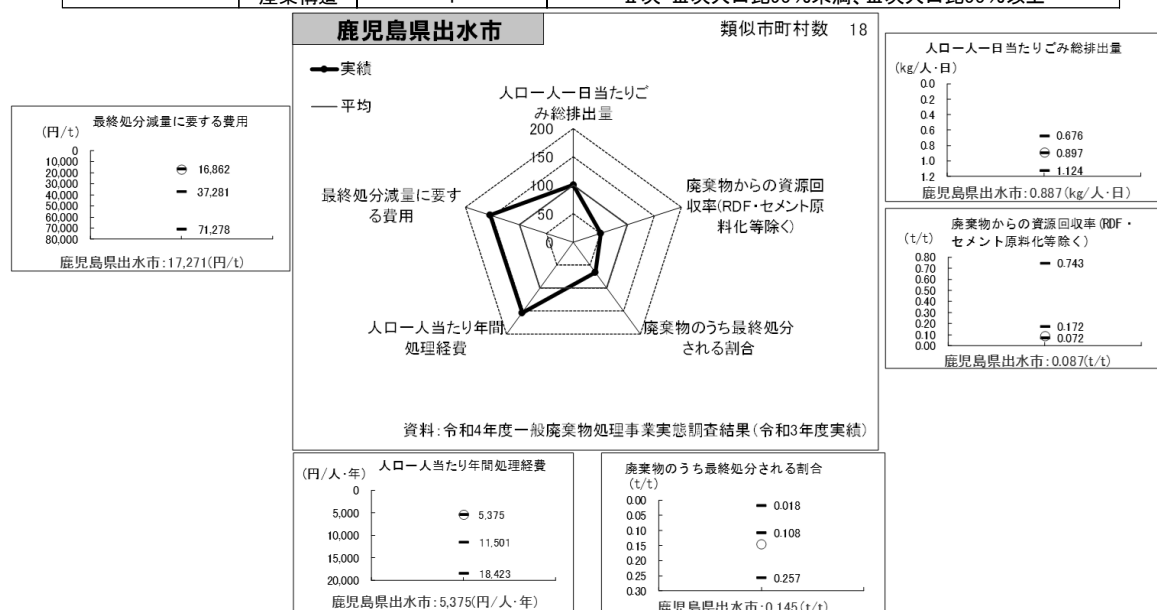 産業構造
鹿児島県出水市
類似市町村数 18
実績
平均
人口一人一日当たりご
み総排出量
廃棄物からの資源回
収率(RDF・セメント原
料化等除く)
廃棄物のうち最終処分
される割合
人口一人当たり年間
処理経費
最終処分減量に要す
る費用
200
150
100
50
0
資料:令和4年度一般廃棄物処理事業実態調査結果(令和3年度実績)
最終処分減量に要する費用
(円/t)
0
10,000
20,000
30,000
40,000
50,000
60,000
70,000
80,000
16,862
37,281
71,278
鹿児島県出水市:17,271(円/t)
人口一人一日当たりごみ総排出量
(kg/人・日)
0.0
0.2
0.4
0.6
0.8
1.0
1.2
0.676
0.897
1.124
鹿児島県出水市:0.887(kg/人・日)
廃棄物からの資源回収率(RDF・
セメント原料化等除く)
(t/t)
0.80
0.70
0.60
0.50
0.40
0.30
0.20
0.10
0.00
0.743
0.172
0.072
鹿児島県出水市:0.087(t/t)
人口一人当たり年間処理経費
(円/人・年)
0
5,000
10,000
15,000
20,000
5,375
11,501
18,423
鹿児島県出水市:5,375(円/人・年)
廃棄物のうち最終処分される割合
(t/t)
0.00
0.05
0.10
0.15
0.20
0.25
0.30
0.018
0.108
0.257
鹿児島県出水市:0.145(t/t)